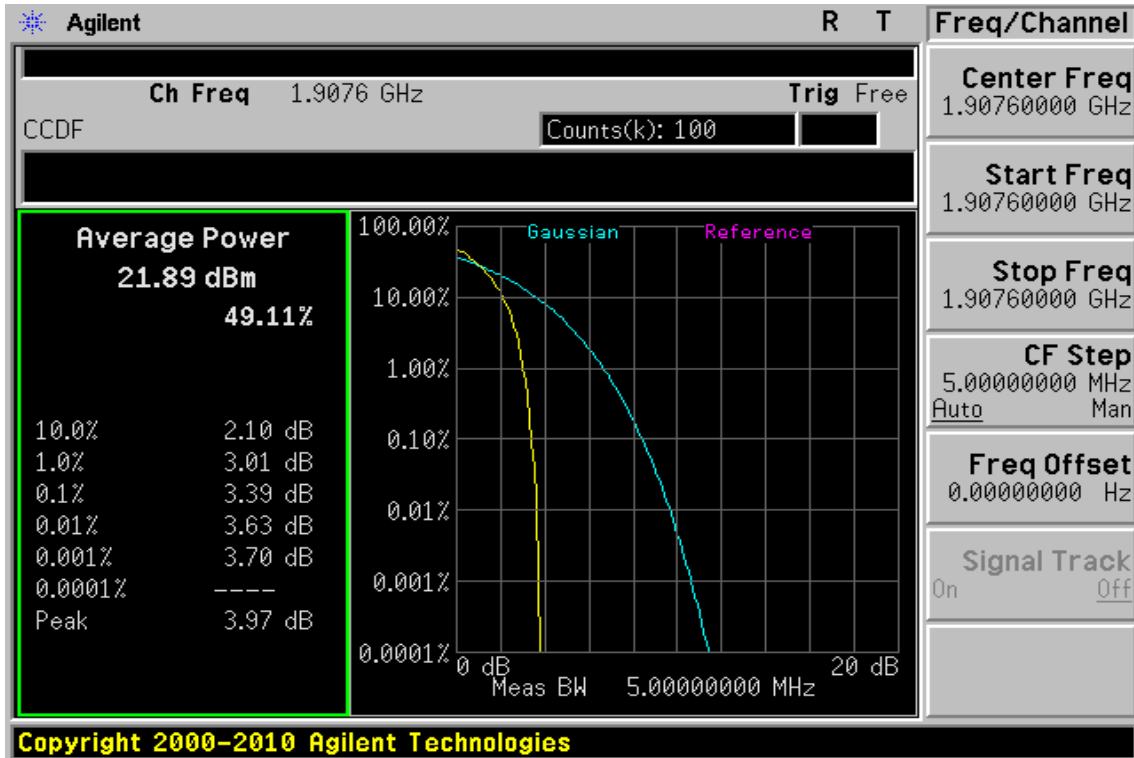 Agilent R T
Ch Freq 1.9076 GHz Trig Free
CCDF Counts(k): 100
Average Power
21.89 dBm
49.11%
10.0% 2.10 dB
1.0% 3.01 dB
0.1% 3.39 dB
0.01% 3.63 dB
0.001% 3.70 dB
0.0001% ----
Peak 3.97 dB
Gaussian Reference
100.00%
10.00%
1.00%
0.10%
0.01%
0.001%
0.0001%
0 dB 20 dB
Meas BW 5.00000000 MHz
Freq/Channel
Center Freq
1.90760000 GHz
Start Freq
1.90760000 GHz
Stop Freq
1.90760000 GHz
CF Step
5.00000000 MHz
Auto Man
Freq Offset
0.00000000 Hz
Signal Track
On Off
Copyright 2000-2010 Agilent Technologies